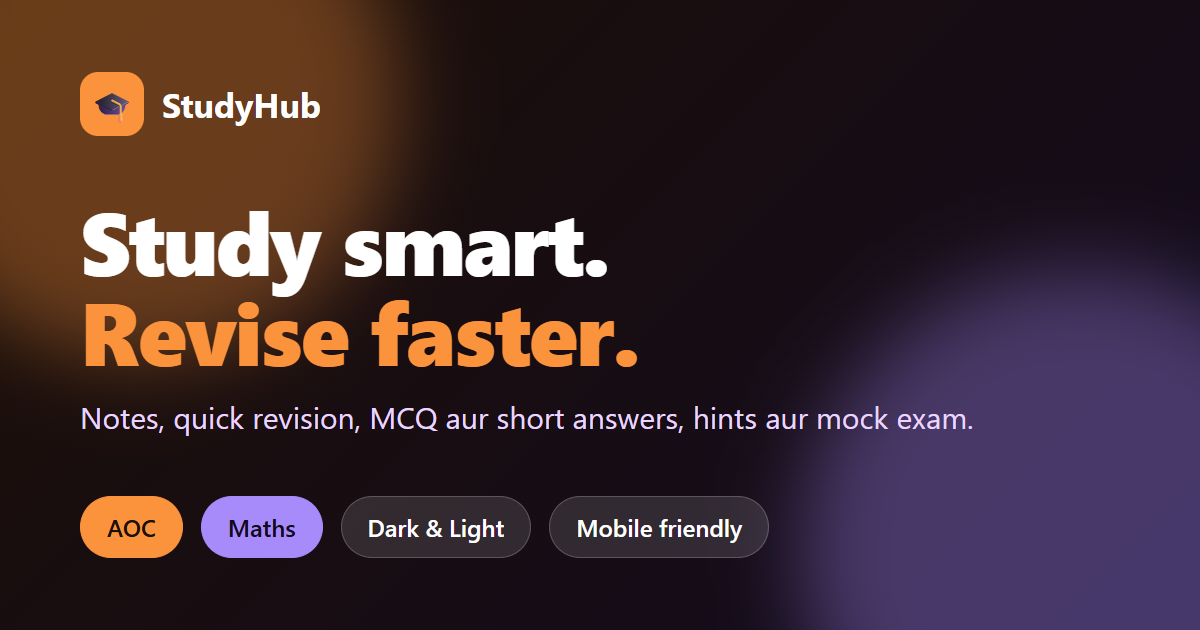 StudyHub
Study smart.
Revise faster.
Notes, quick revision, MCQ aur short answers, hints aur mock exam.
AOC
Maths
Dark & Light
Mobile friendly